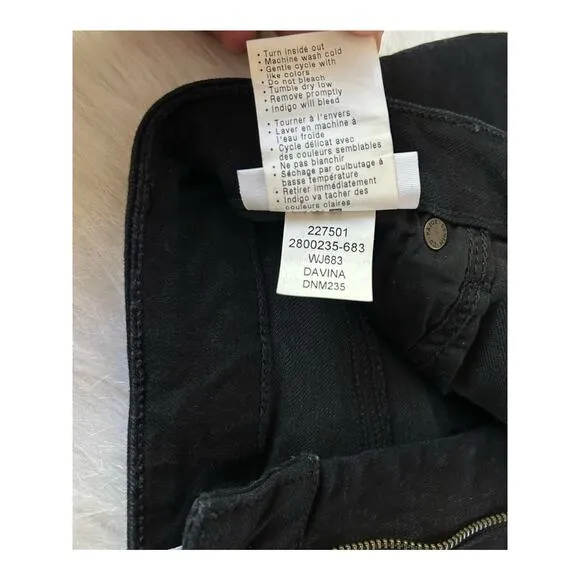 • Turn inside out
• Machine wash cold
• Gentle cycle with
like colors
• Do not bleach
• Tumble dry low
• Remove promptly
• Indigo will bleed
• Tourner à l'envers
• Laver en machine à
l'eau froide
• Cycle délicat avec
des couleurs semblables
• Ne pas blanchir
• Séchage par culbutage à
basse température
• Retirer immédiatement
• Indigo va tacher des
couleurs claires
227501
2800235-683
WJ683
DAVINA
DNM235